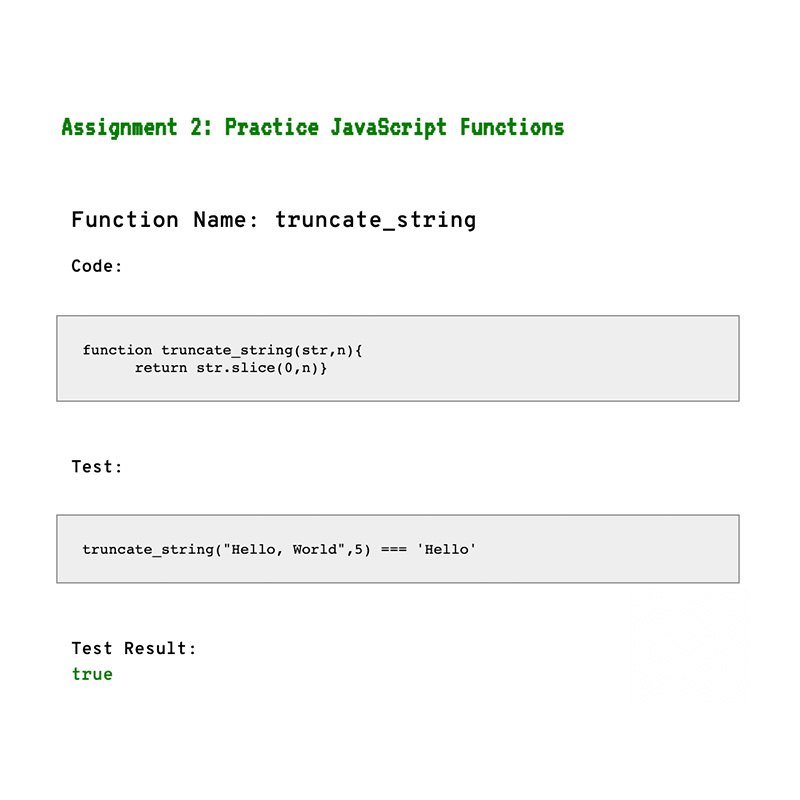 Assignment 2: Practice JavaScript Functions
Function Name: truncate_string
Code:
function truncate_string(str,n){
return str.slice(0,n)}
Test:
truncate_string("Hello, World",5) === 'Hello'
Test Result:
true